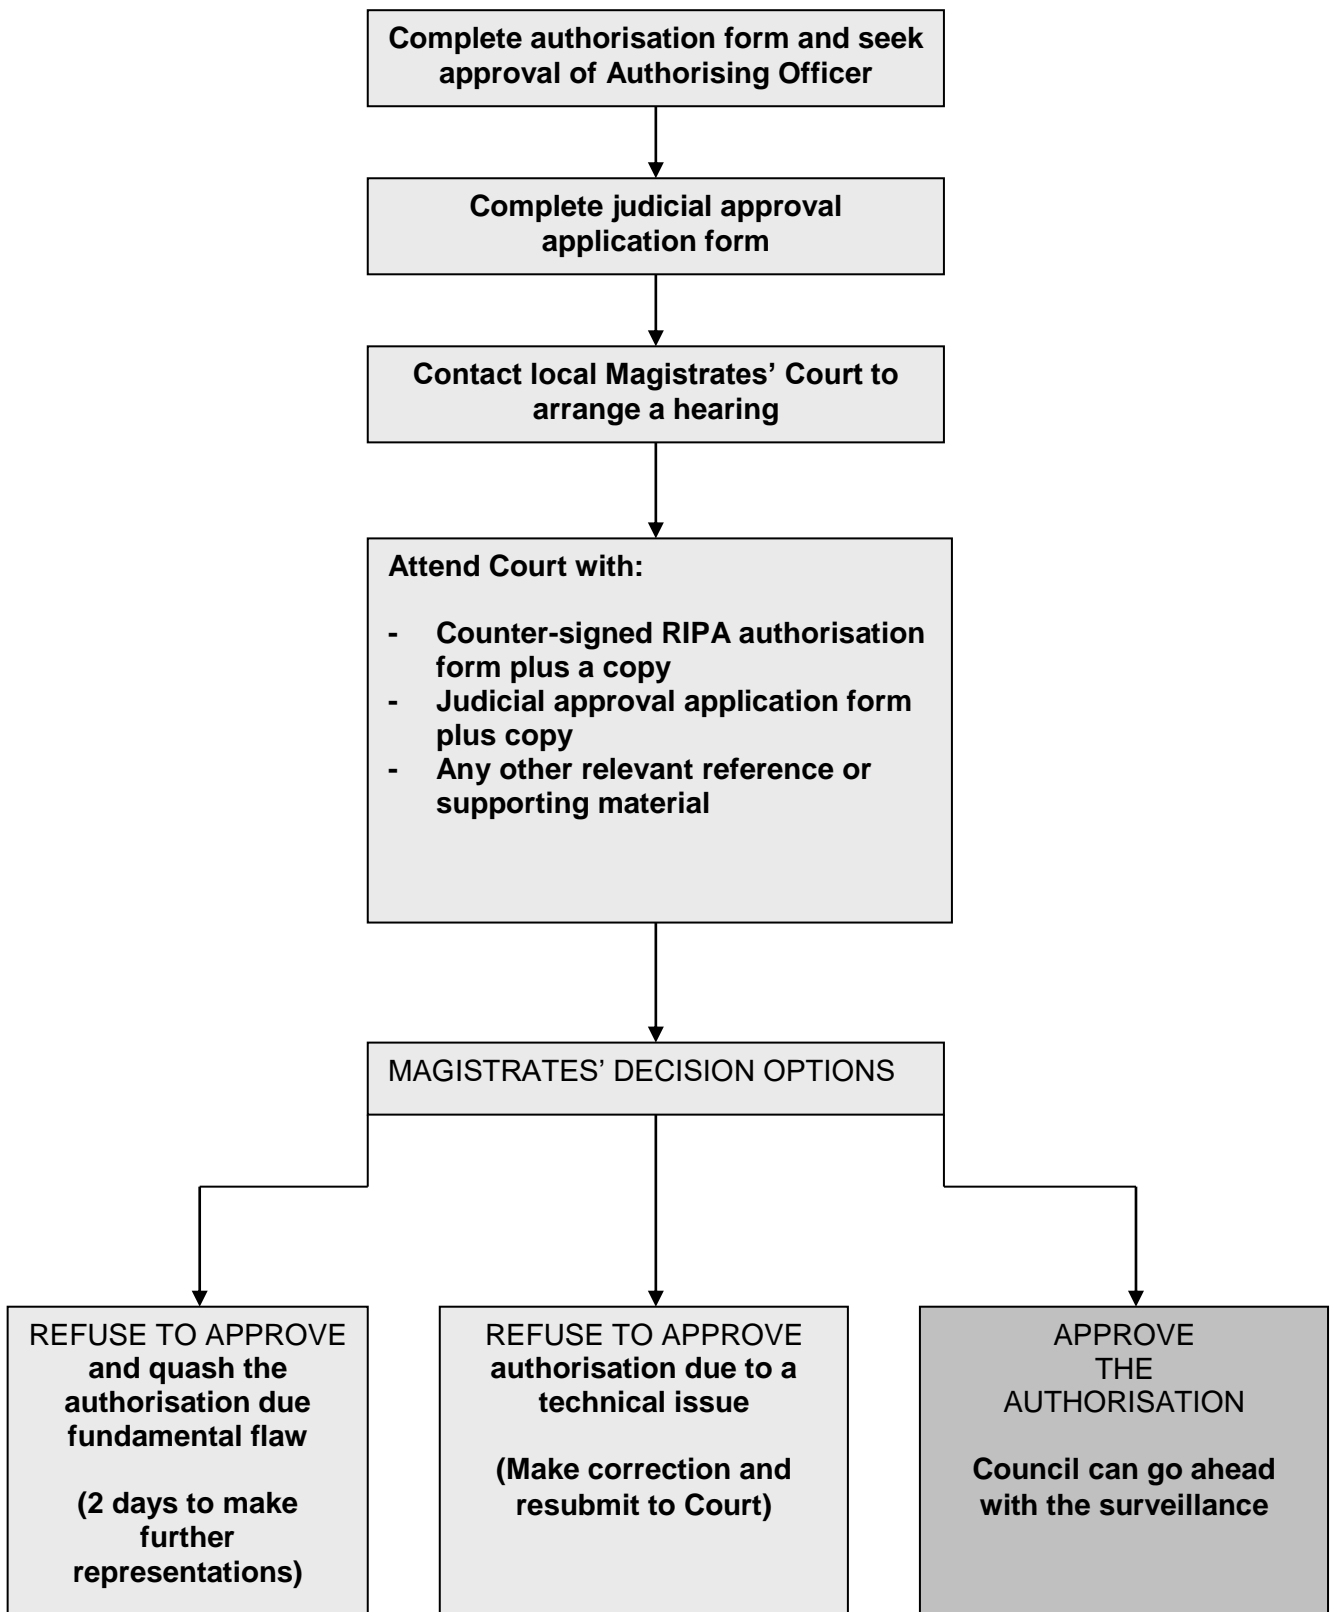 Complete authorisation form and seek
approval of Authorising Officer
Complete judicial approval
application form
Contact local Magistrates’ Court to
arrange a hearing
Attend Court with:
- Counter-signed RIPA authorisation
form plus a copy
- Judicial approval application form
plus copy
- Any other relevant reference or
supporting material
MAGISTRATES’ DECISION OPTIONS
REFUSE TO APPROVE
and quash the
authorisation due
fundamental flaw
(2 days to make
further
representations)
REFUSE TO APPROVE
authorisation due to a
technical issue
(Make correction and
resubmit to Court)
APPROVE
THE
AUTHORISATION
Council can go ahead
with the surveillance